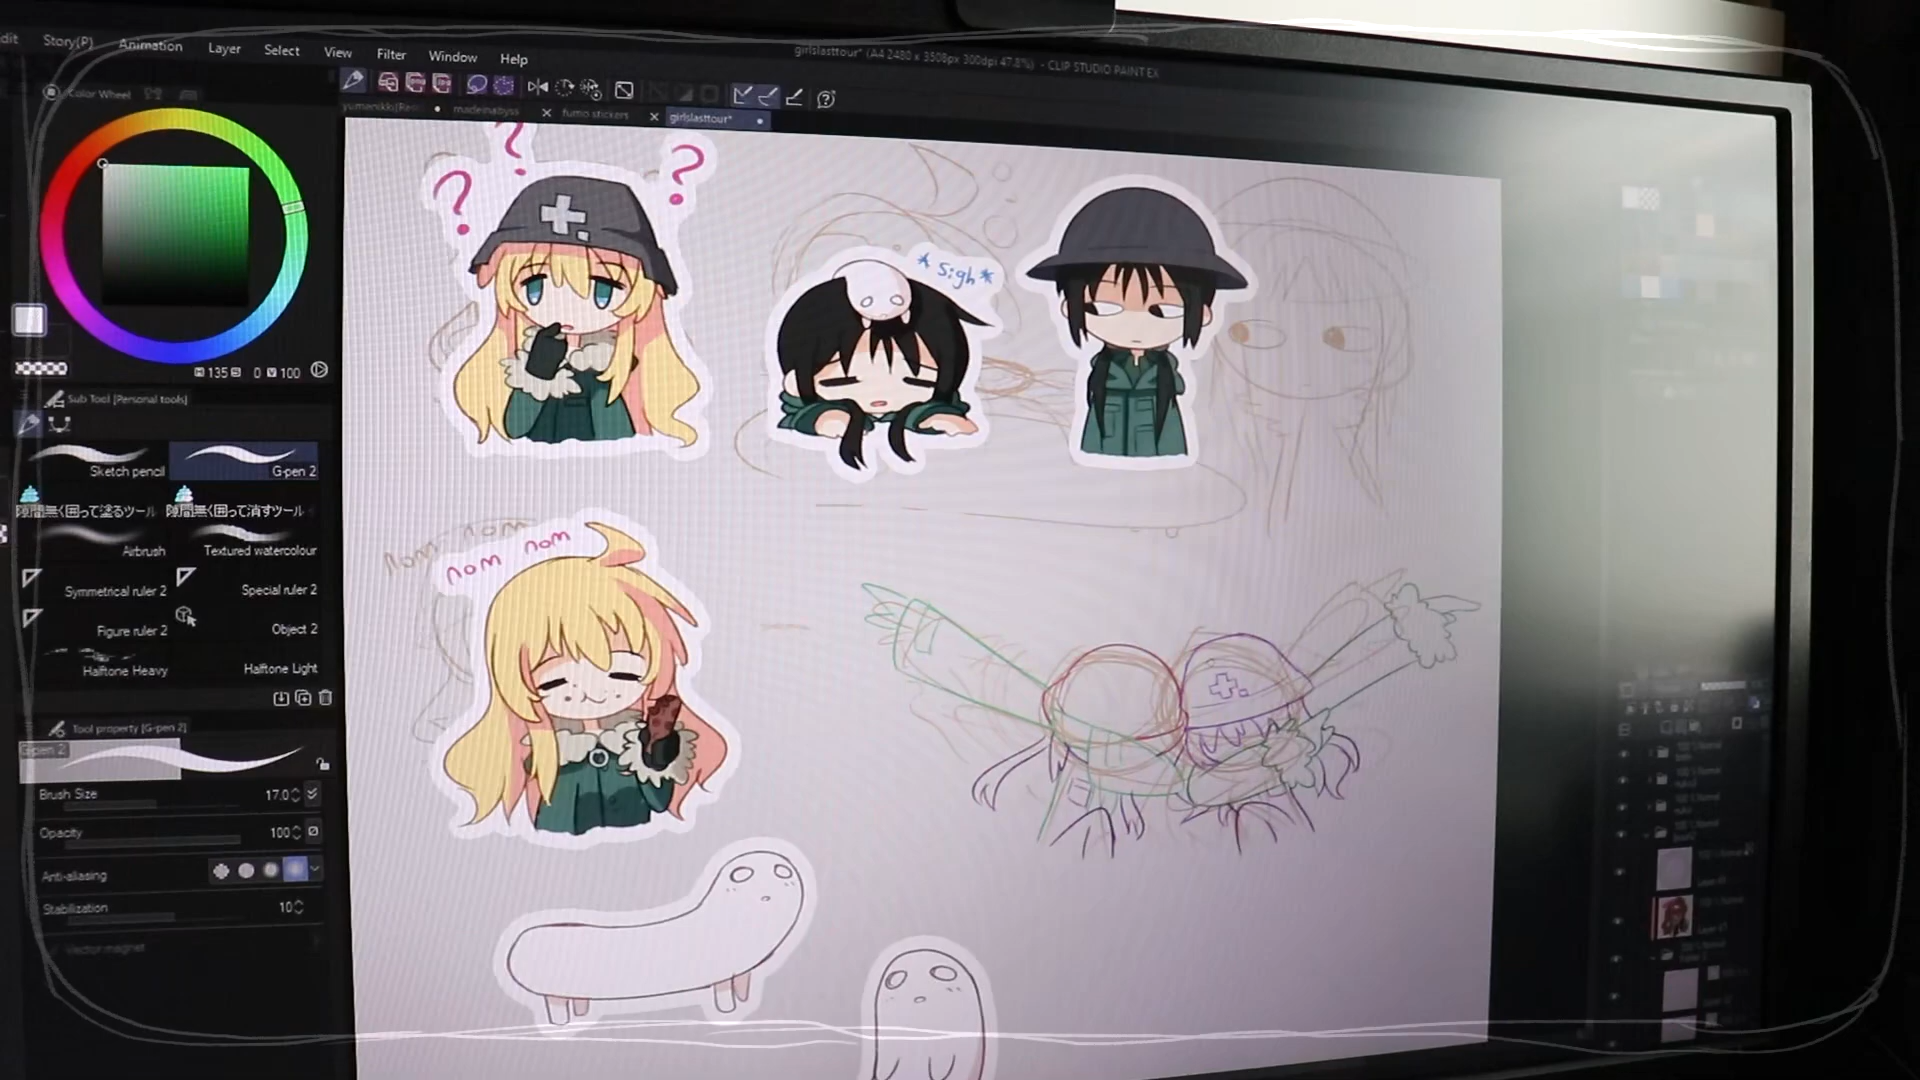 Story(P) Animation Layer Select View Filter Window Help
girlslasttour* (A4 2480 x 3508px 300dpi 47.8%) - CLIP STUDIO PAINT EX
Color Wheel
madeinabyss
fumo stickers
girlslasttour*
?
?
?
* sigh *
H 135 S 0 V 100
Sub Tool [Personal tools]
Sketch pencil
G-pen 2
隙間無く囲って塗るツール
隙間無く囲って消すツール
Airbrush
Textured watercolour
Symmetrical ruler 2
Special ruler 2
Figure ruler 2
Object 2
Halftone Heavy
Halftone Light
nom nom
nom nom
Tool property [G-pen 2]
G-pen 2
Brush Size 17.0
Opacity 100
Anti-aliasing
Stabilization 10
Vector magnet